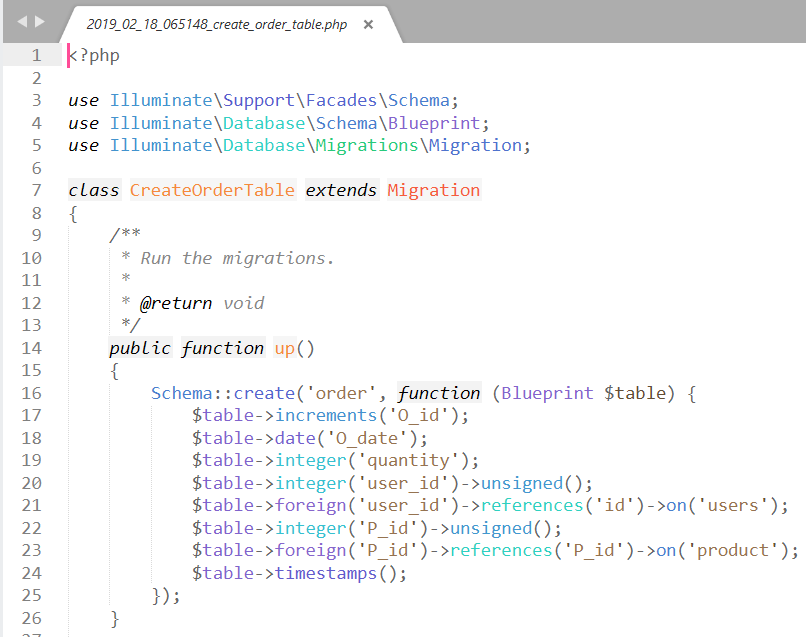 2019_02_18_065148_create_order_table.php ×
1 <?php
2
3 use Illuminate\Support\Facades\Schema;
4 use Illuminate\Database\Schema\Blueprint;
5 use Illuminate\Database\Migrations\Migration;
6
7 class CreateOrderTable extends Migration
8 {
9     /**
10      * Run the migrations.
11      *
12      * @return void
13      */
14     public function up()
15     {
16         Schema::create('order', function (Blueprint $table) {
17             $table->increments('O_id');
18             $table->date('O_date');
19             $table->integer('quantity');
20             $table->integer('user_id')->unsigned();
21             $table->foreign('user_id')->references('id')->on('users');
22             $table->integer('P_id')->unsigned();
23             $table->foreign('P_id')->references('P_id')->on('product');
24             $table->timestamps();
25         });
26     }